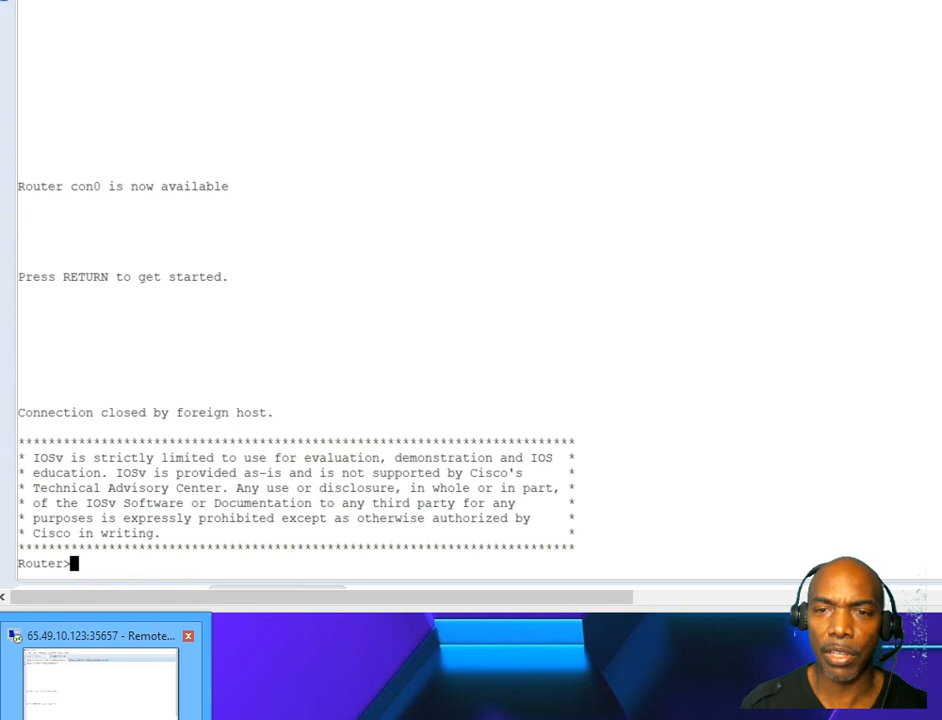 Router con0 is now available
Press RETURN to get started.
Connection closed by foreign host.
**************************************************************************
* IOSv is strictly limited to use for evaluation, demonstration and IOS  *
* education. IOSv is provided as-is and is not supported by Cisco's      *
* Technical Advisory Center. Any use or disclosure, in whole or in part, *
* of the IOSv Software or Documentation to any third party for any       *
* purposes is expressly prohibited except as otherwise authorized by     *
* Cisco in writing.                                                      *
**************************************************************************
Router>
65.49.10.123:35657 - Remote...